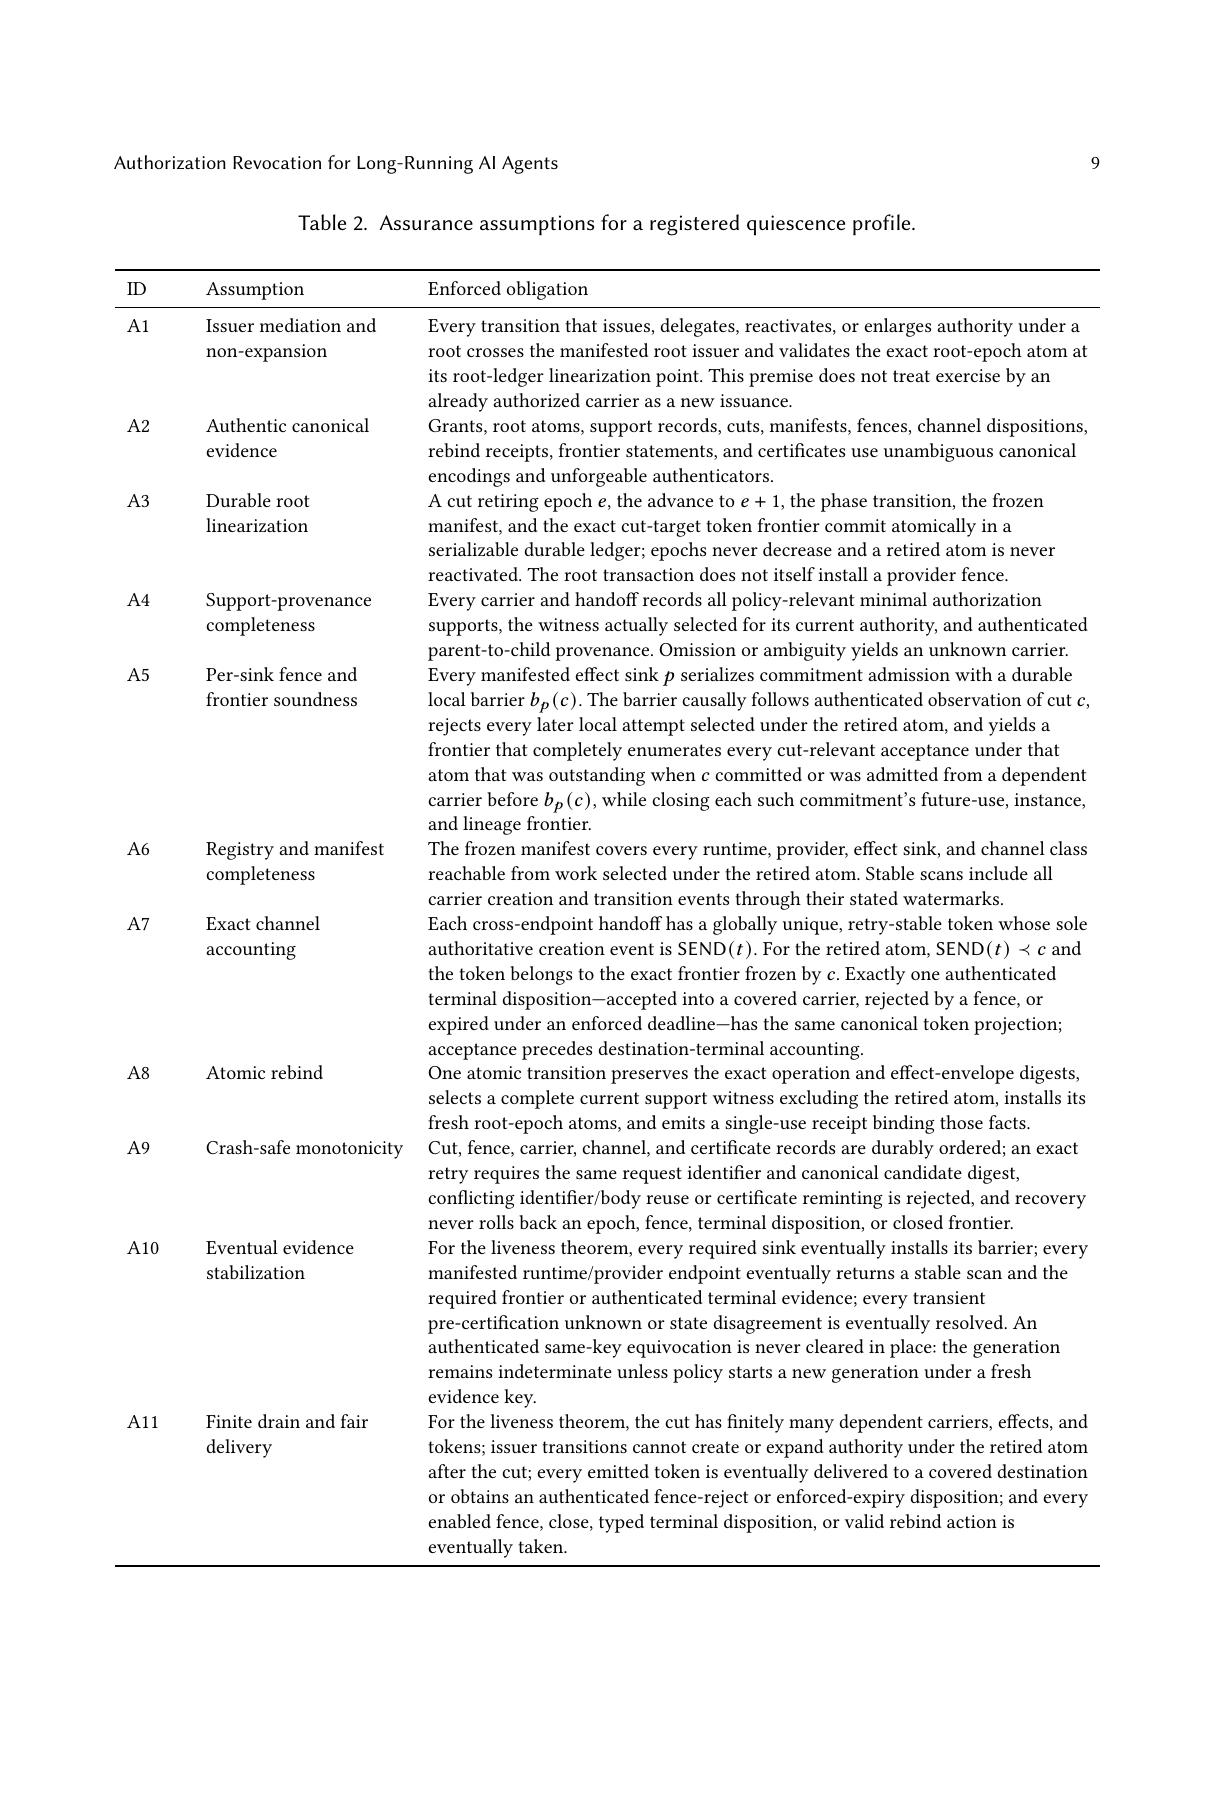 Authorization Revocation for Long-Running AI Agents 9
Table 2. Assurance assumptions for a registered quiescence profile.
ID Assumption Enforced obligation
A1 Issuer mediation and Every transition that issues, delegates, reactivates, or enlarges authority under a
non-expansion root crosses the manifested root issuer and validates the exact root-epoch atom at
its root-ledger linearization point. This premise does not treat exercise by an
already authorized carrier as a new issuance.
A2 Authentic canonical Grants, root atoms, support records, cuts, manifests, fences, channel dispositions,
evidence rebind receipts, frontier statements, and certificates use unambiguous canonical
encodings and unforgeable authenticators.
A3 Durable root A cut retiring epoch e, the advance to e + 1, the phase transition, the frozen
linearization manifest, and the exact cut-target token frontier commit atomically in a
serializable durable ledger; epochs never decrease and a retired atom is never
reactivated. The root transaction does not itself install a provider fence.
A4 Support-provenance Every carrier and handoff records all policy-relevant minimal authorization
completeness supports, the witness actually selected for its current authority, and authenticated
parent-to-child provenance. Omission or ambiguity yields an unknown carrier.
A5 Per-sink fence and Every manifested effect sink p serializes commitment admission with a durable
frontier soundness local barrier b_p(c). The barrier causally follows authenticated observation of cut c,
rejects every later local attempt selected under the retired atom, and yields a
frontier that completely enumerates every cut-relevant acceptance under that
atom that was outstanding when c committed or was admitted from a dependent
carrier before b_p(c), while closing each such commitment's future-use, instance,
and lineage frontier.
A6 Registry and manifest The frozen manifest covers every runtime, provider, effect sink, and channel class
completeness reachable from work selected under the retired atom. Stable scans include all
carrier creation and transition events through their stated watermarks.
A7 Exact channel Each cross-endpoint handoff has a globally unique, retry-stable token whose sole
accounting authoritative creation event is SEND(t). For the retired atom, SEND(t) ≺ c and
the token belongs to the exact frontier frozen by c. Exactly one authenticated
terminal disposition—accepted into a covered carrier, rejected by a fence, or
expired under an enforced deadline—has the same canonical token projection;
acceptance precedes destination-terminal accounting.
A8 Atomic rebind One atomic transition preserves the exact operation and effect-envelope digests,
selects a complete current support witness excluding the retired atom, installs its
fresh root-epoch atoms, and emits a single-use receipt binding those facts.
A9 Crash-safe monotonicity Cut, fence, carrier, channel, and certificate records are durably ordered; an exact
retry requires the same request identifier and canonical candidate digest,
conflicting identifier/body reuse or certificate reminting is rejected, and recovery
never rolls back an epoch, fence, terminal disposition, or closed frontier.
A10 Eventual evidence For the liveness theorem, every required sink eventually installs its barrier; every
stabilization manifested runtime/provider endpoint eventually returns a stable scan and the
required frontier or authenticated terminal evidence; every transient
pre-certification unknown or state disagreement is eventually resolved. An
authenticated same-key equivocation is never cleared in place: the generation
remains indeterminate unless policy starts a new generation under a fresh
evidence key.
A11 Finite drain and fair For the liveness theorem, the cut has finitely many dependent carriers, effects, and
delivery tokens; issuer transitions cannot create or expand authority under the retired atom
after the cut; every emitted token is eventually delivered to a covered destination
or obtains an authenticated fence-reject or enforced-expiry disposition; and every
enabled fence, close, typed terminal disposition, or valid rebind action is
eventually taken.